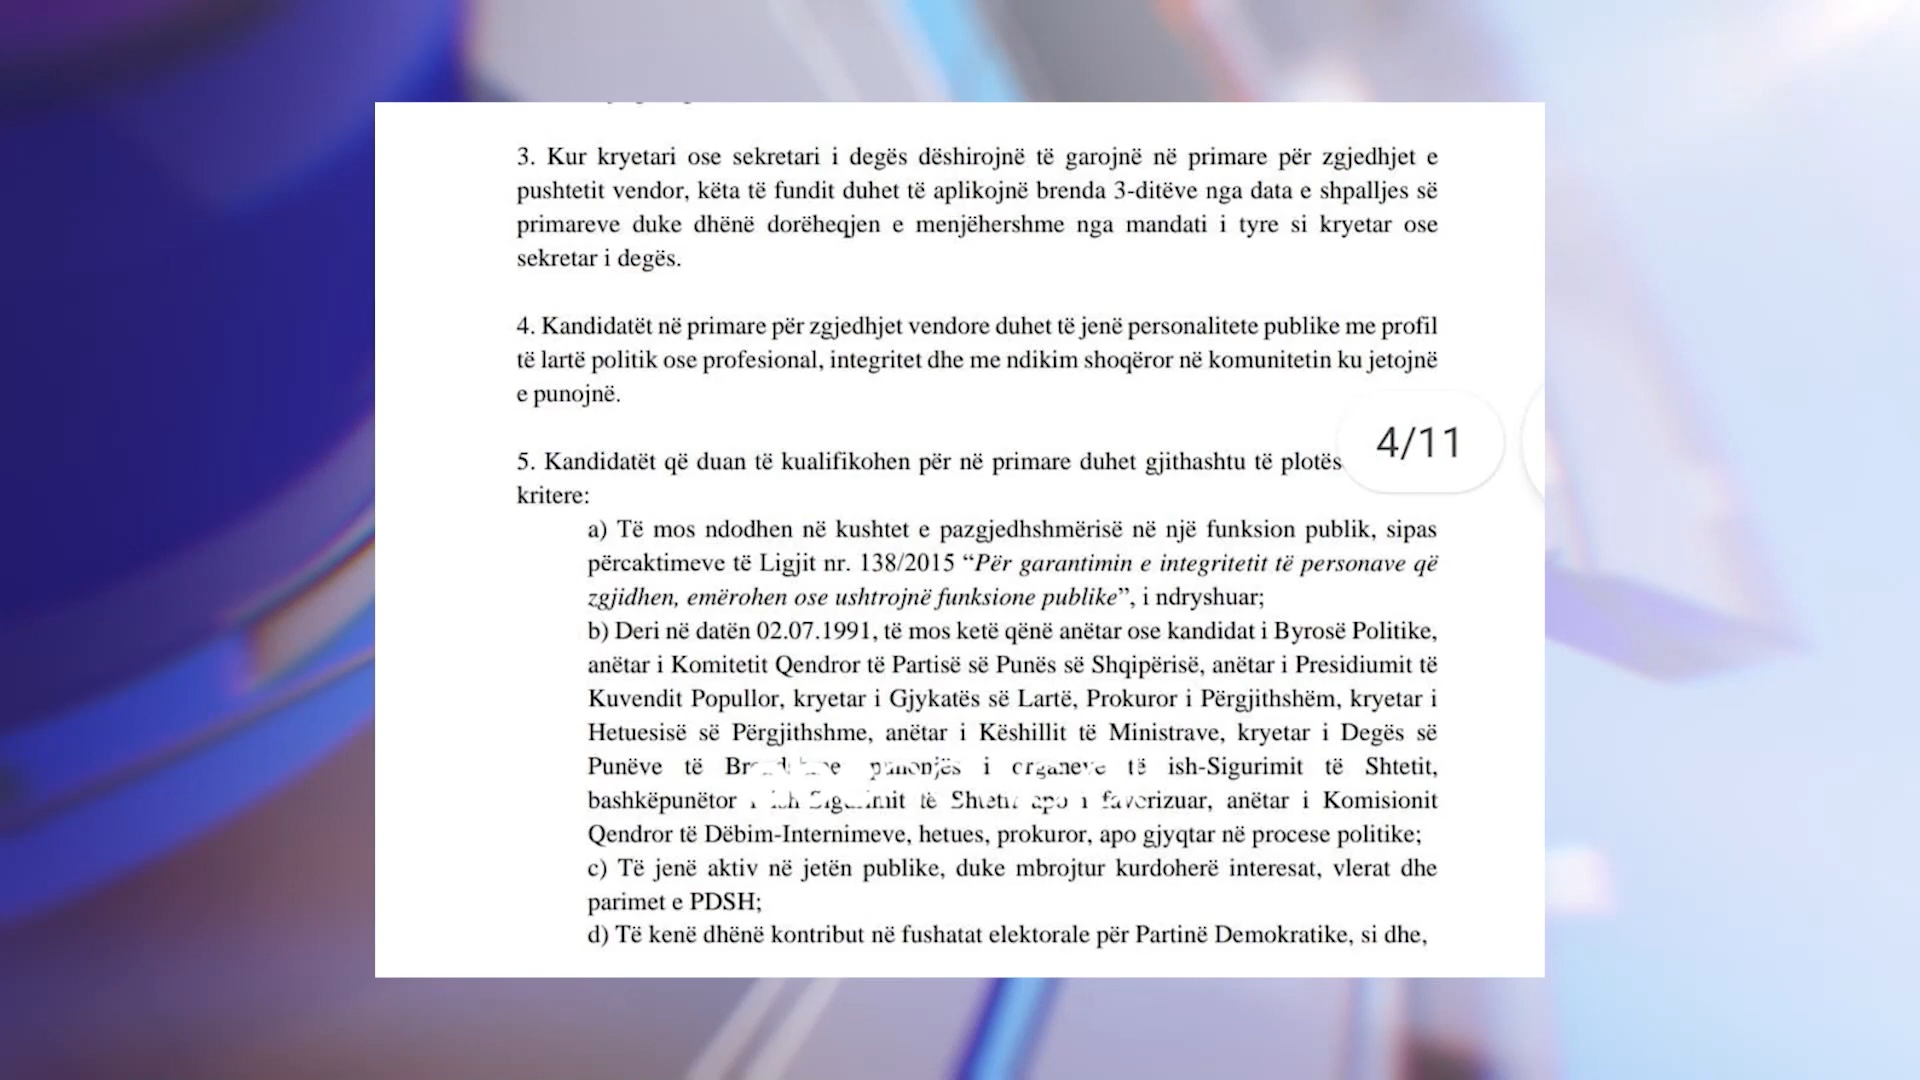 3. Kur kryetari ose sekretari i degës dëshirojnë të garojnë në primare për zgjedhjet e
pushtetit vendor, këta të fundit duhet të aplikojnë brenda 3-ditëve nga data e shpalljes së
primareve duke dhënë dorëheqjen e menjëhershme nga mandati i tyre si kryetar ose
sekretar i degës.
4. Kandidatët në primare për zgjedhjet vendore duhet të jenë personalitete publike me profil
të lartë politik ose profesional, integritet dhe me ndikim shoqëror në komunitetin ku jetojnë
e punojnë.
4/11
5. Kandidatët që duan të kualifikohen për në primare duhet gjithashtu të
kritere:
a) Të mos ndodhen në kushtet e pazgjedhshmërisë në një funksion publik, sipas
përcaktimeve të Ligjit nr. 138/2015 “Për garantimin e integritetit të personave që
zgjidhen, emërohen ose ushtrojnë funksione publike”, i ndryshuar;
b) Deri në datën 02.07.1991, të mos ketë qënë anëtar ose kandidat i Byrosë Politike,
anëtar i Komitetit Qendror të Partisë së Punës së Shqipërisë, anëtar i Presidiumit të
Kuvendit Popullor, kryetar i Gjykatës së Lartë, Prokuror i Përgjithshëm, kryetar i
Hetuesisë së Përgjithshme, anëtar i Këshillit të Ministrave, kryetar i Degës së
Punëve të punonjës i organeve të ish-Sigurimit të Shtetit,
bashkëpunëtor i ish Sigurimit të Shtetit apo i favorizuar, anëtar i Komisionit
Qendror të Dëbim-Internimeve, hetues, prokuror, apo gjyqtar në procese politike;
c) Të jenë aktiv në jetën publike, duke mbrojtur kurdoherë interesat, vlerat dhe
parimet e PDSH;
d) Të kenë dhënë kontribut në fushatat elektorale për Partinë Demokratike, si dhe,